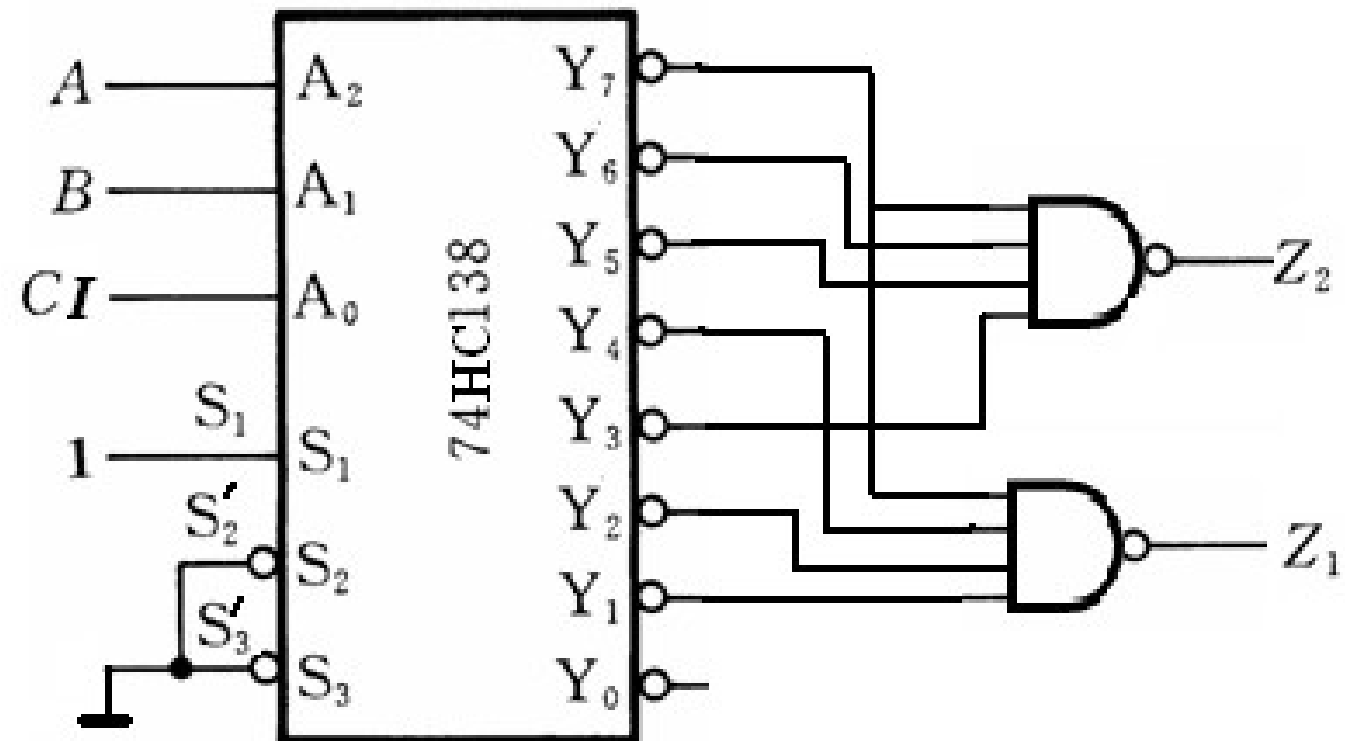 A
B
CI
1
S₁
S₂′
S₃′
A₂
A₁
A₀
S₁
S₂
S₃
74HC138
Y₇
Y₆
Y₅
Y₄
Y₃
Y₂
Y₁
Y₀
Z₂
Z₁